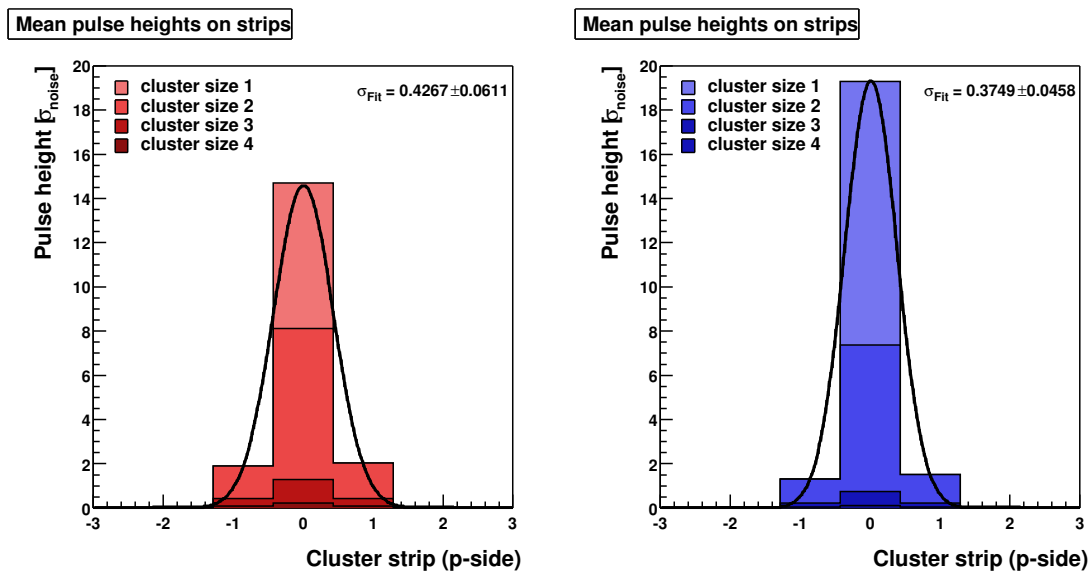 Mean pulse heights on strips
Pulse height [σnoise]
20
18
16
14
12
10
8
6
4
2
0
cluster size 1
cluster size 2
cluster size 3
cluster size 4
σFit = 0.4267±0.0611
-3 -2 -1 0 1 2 3
Cluster strip (p-side)
Mean pulse heights on strips
Pulse height [σnoise]
20
18
16
14
12
10
8
6
4
2
0
cluster size 1
cluster size 2
cluster size 3
cluster size 4
σFit = 0.3749±0.0458
-3 -2 -1 0 1 2 3
Cluster strip (p-side)